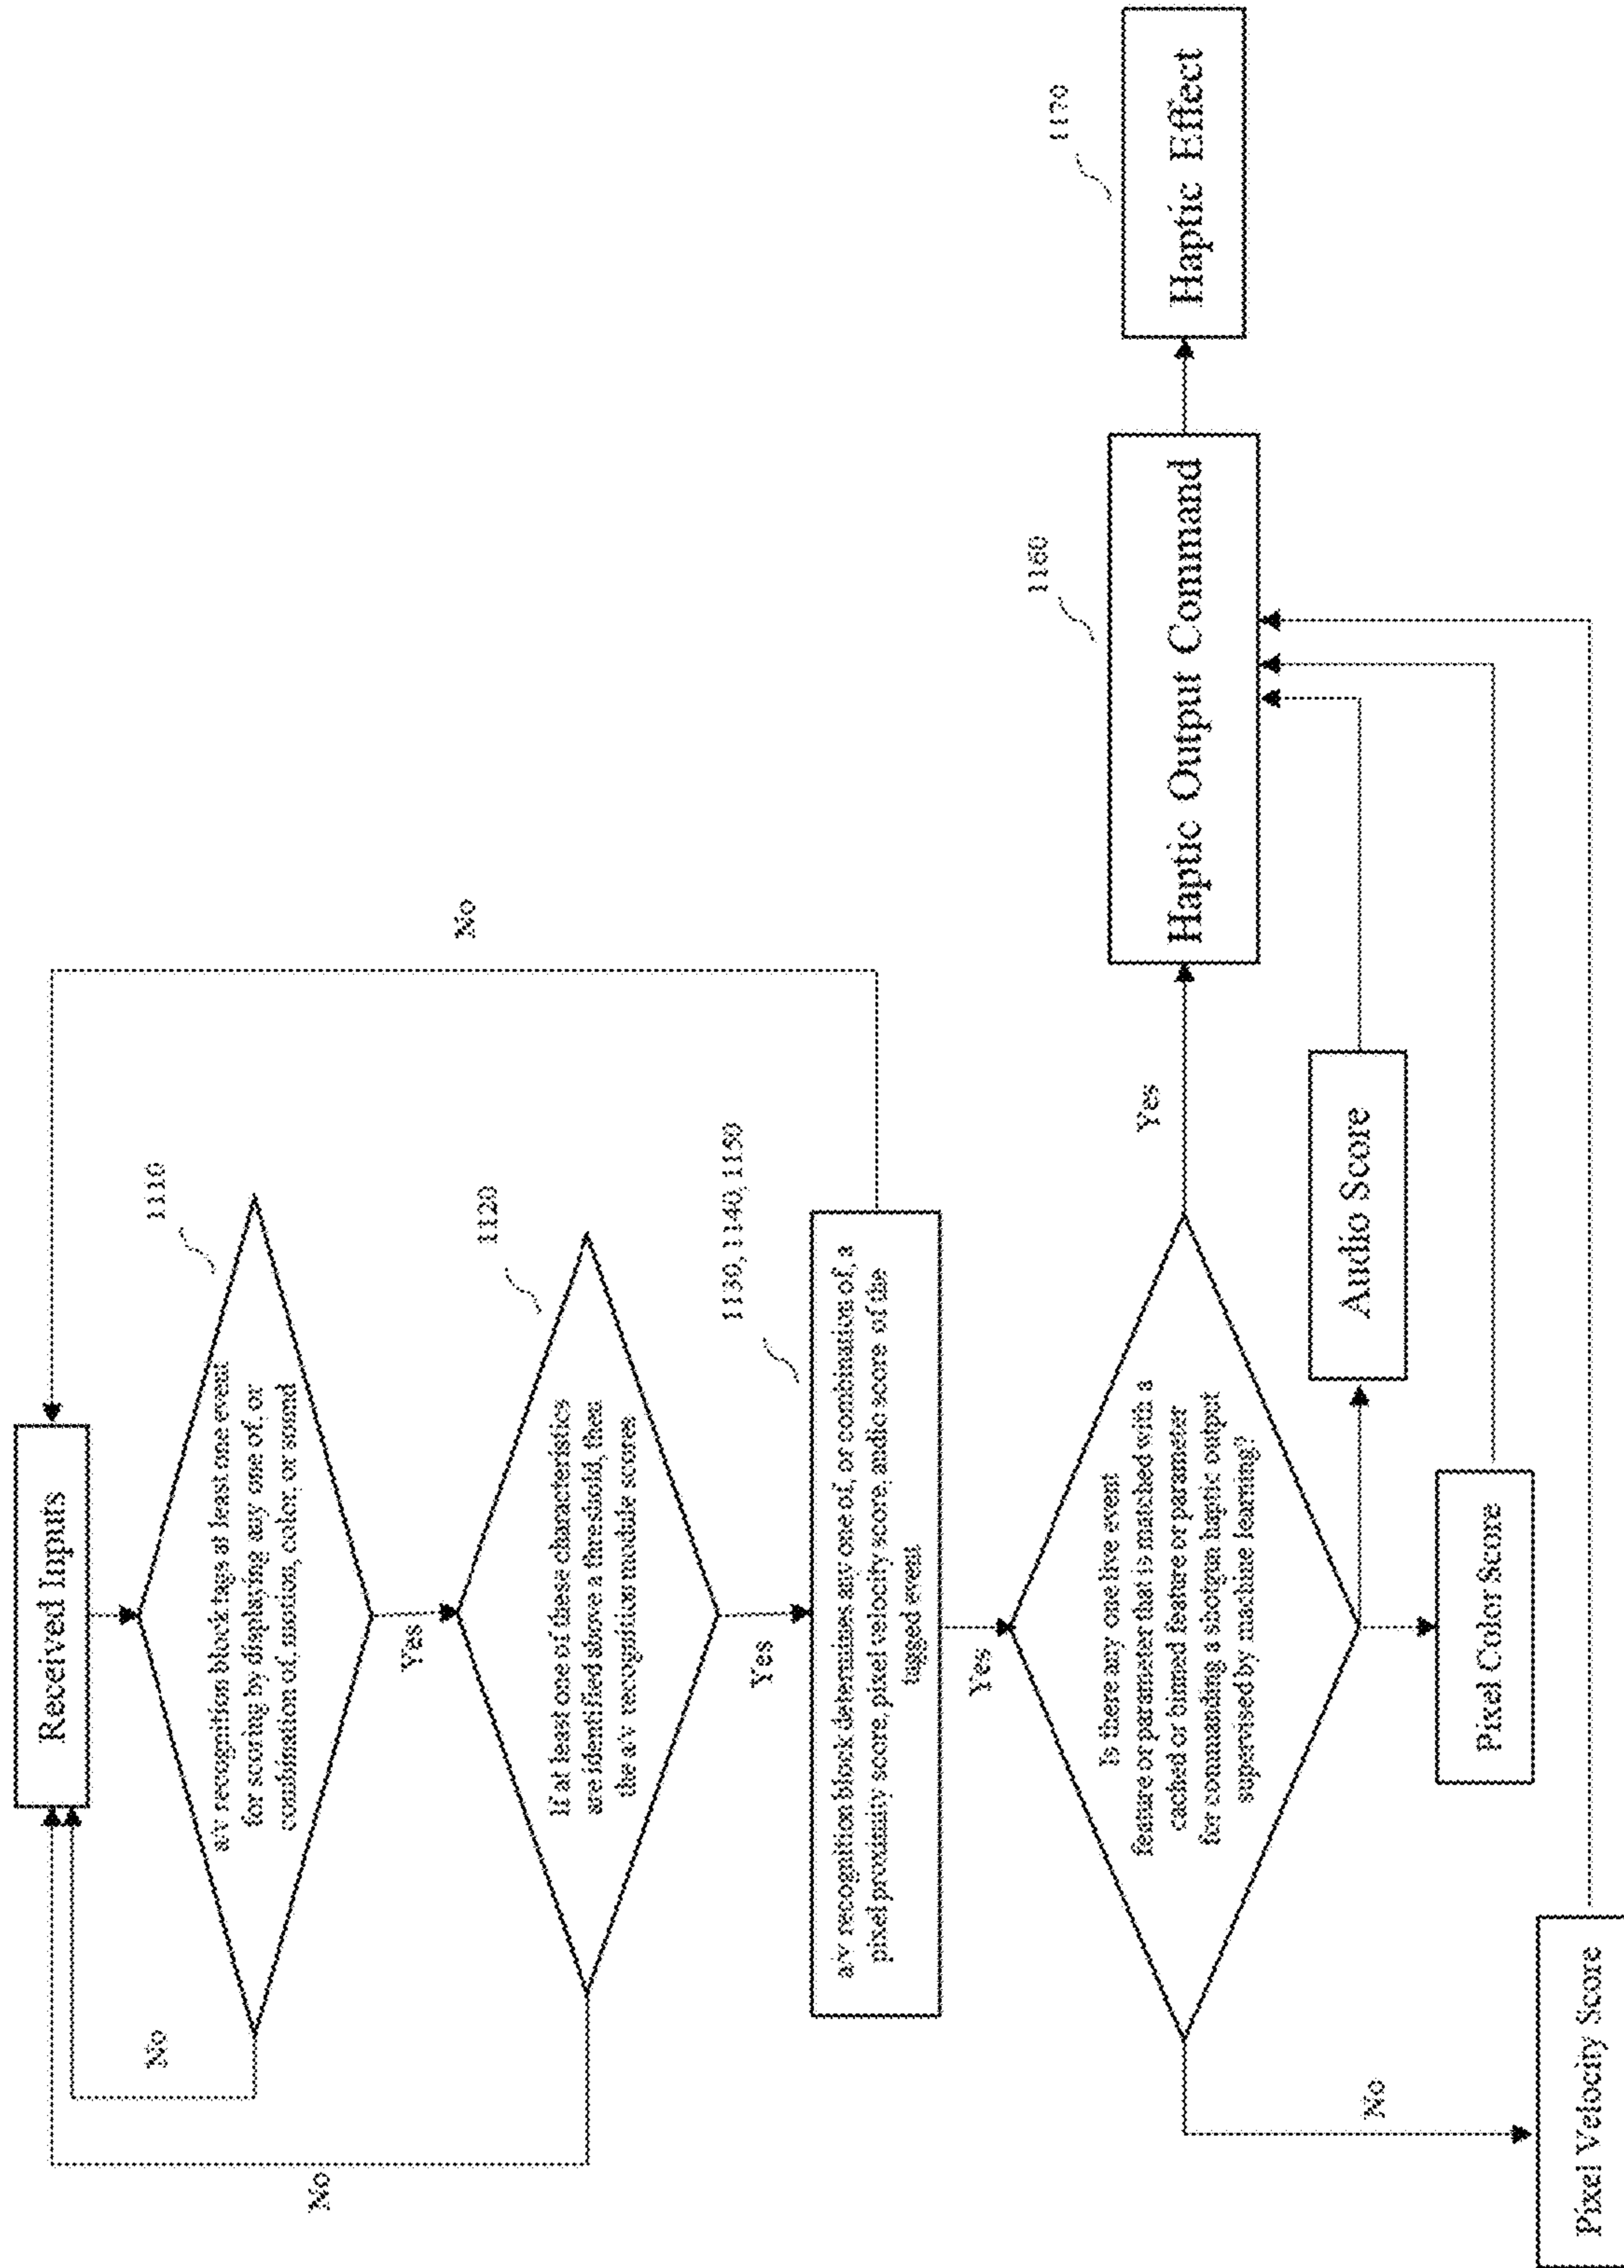 Received Inputs
1110
a/v recognition block tags at least one event
for scoring by displaying any one of, or
combination of, motion, color, or sound
No
Yes
1120
If at least one of these characteristics
are identified above a threshold, then
the a/v recognition module scores
No
Yes
No
1130, 1140, 1150
a/v recognition block determines any one of, or combination of, a
pixel proximity score, pixel velocity score, audio score of the
tagged event
Yes
Is there any one live event
feature or parameter that is matched with a
cached or binned feature or parameter
for commanding a shotgun haptic output
supervised by machine learning?
Yes
1160
Haptic Output Command
1170
Haptic Effect
No
Audio Score
Pixel Color Score
Pixel Velocity Score